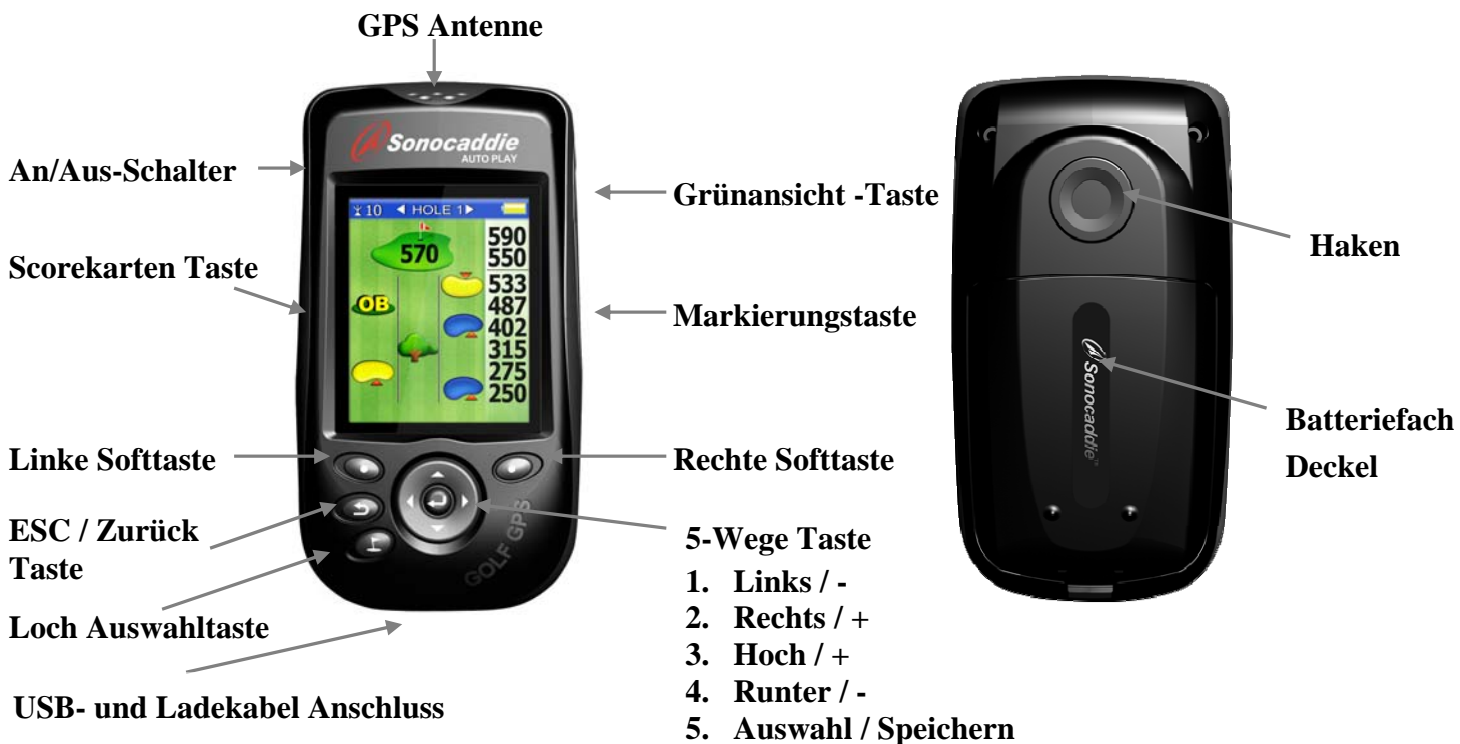 GPS Antenne
Sonocaddie
AUTO PLAY
An/Aus-Schalter
Grünansicht -Taste
10 ◄ HOLE 1►
590
570
550
Haken
Scorekarten Taste
533
OB
487
Markierungstaste
402
315
275
250
Sonocaddie™
Batteriefach
Deckel
Linke Softtaste
Rechte Softtaste
ESC / Zurück
Taste
GOLF GPS
5-Wege Taste
1. Links / -
2. Rechts / +
3. Hoch / +
4. Runter / -
5. Auswahl / Speichern
Loch Auswahltaste
USB- und Ladekabel Anschluss